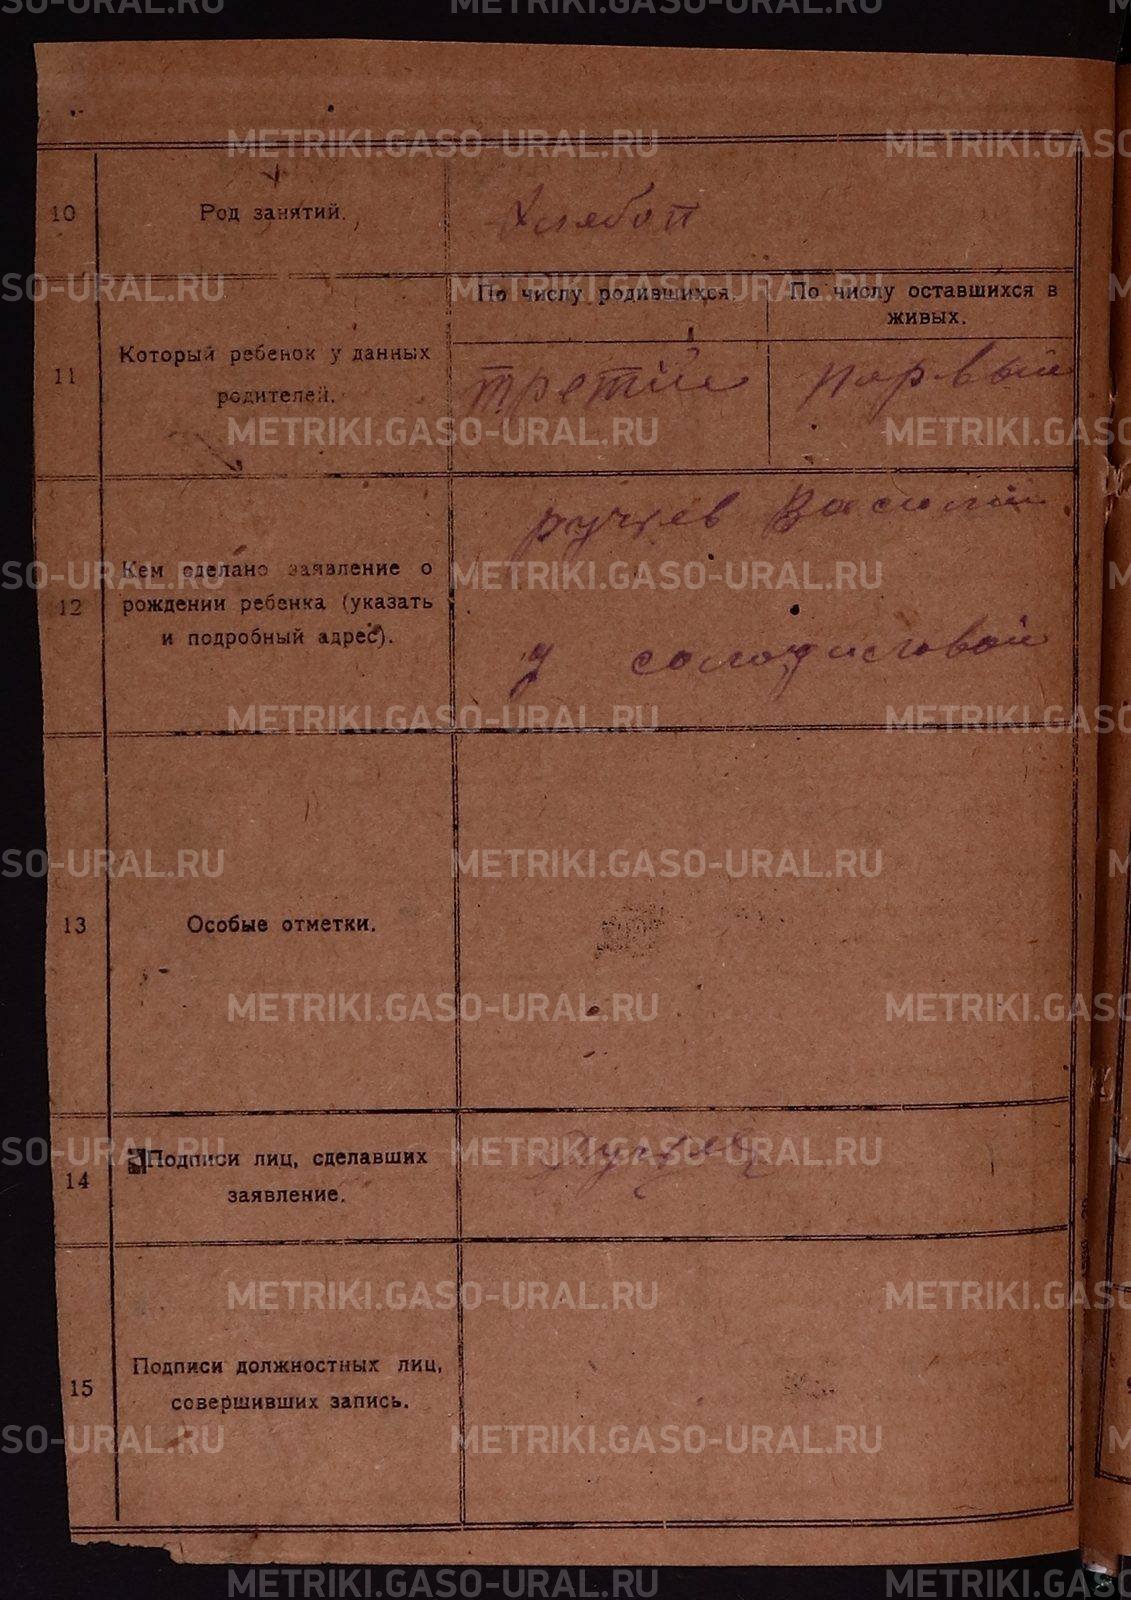 10
Род занятий.
Хлябоп
11
Который ребенок у данных
родителей.
По числу родившихся.
По числу оставшихся в
живых.
третий
первый
12
Кем сделано заявление о
рождении ребенка (указать
и подробный адрес).
ручьев Василий
д
13
Особые отметки.
14
Подписи лиц, сделавших
заявление.
Ручьев
15
Подписи должностных лиц,
совершивших запись.
METRIKI.GASO-URAL.RU